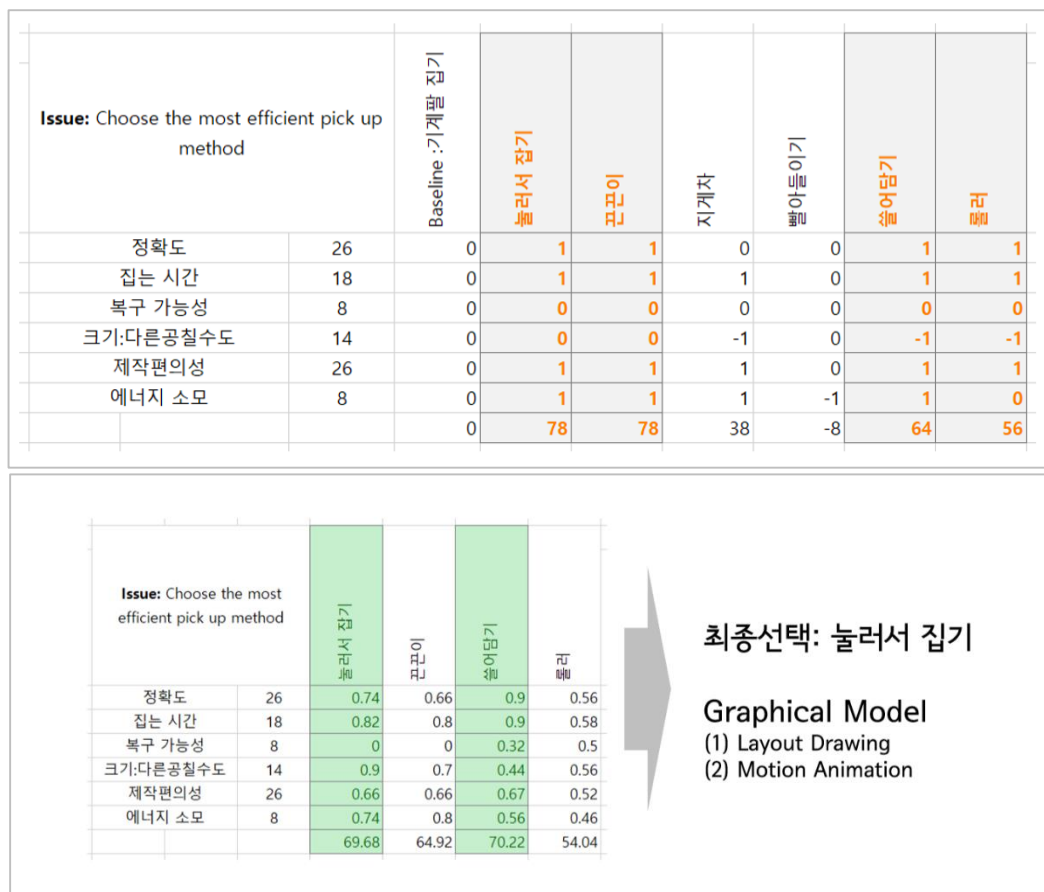 Issue: Choose the most efficient pick up
method
Baseline :기계팔 집기
눌러서 잡기
끈끈이
지게차
빨아들이기
쓸어담기
롤러
정확도 26 0 1 1 0 0 1 1
집는 시간 18 0 1 1 1 0 1 1
복구 가능성 8 0 0 0 0 0 0 0
크기:다른공칠수도 14 0 0 0 -1 0 -1 -1
제작편의성 26 0 1 1 1 0 1 1
에너지 소모 8 0 1 1 1 -1 1 0
0 78 78 38 -8 64 56
Issue: Choose the most
efficient pick up method
눌러서 잡기
끈끈이
쓸어담기
롤러
정확도 26 0.74 0.66 0.9 0.56
집는 시간 18 0.82 0.8 0.9 0.58
복구 가능성 8 0 0 0.32 0.5
크기:다른공칠수도 14 0.9 0.7 0.44 0.56
제작편의성 26 0.66 0.66 0.67 0.52
에너지 소모 8 0.74 0.8 0.56 0.46
69.68 64.92 70.22 54.04
최종선택: 눌러서 집기
Graphical Model
(1) Layout Drawing
(2) Motion Animation